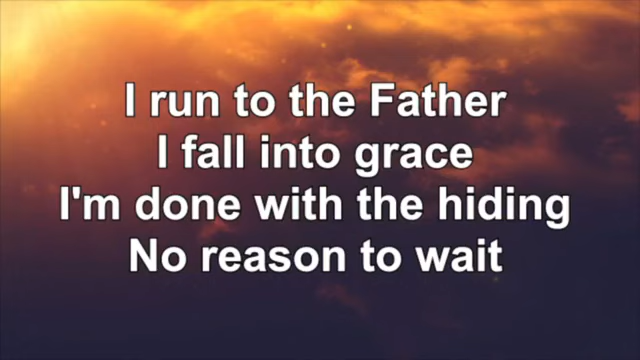 I run to the Father
I fall into grace
I'm done with the hiding
No reason to wait